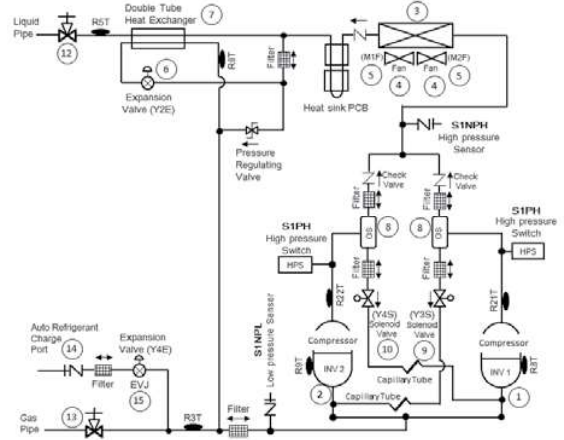 Liquid
Pipe
12
R5T
Double Tube
Heat Exchanger
7
R8T
6
Expansion
Valve (Y2E)
Filter
Pressure
Regulating
Valve
Heat sink PCB
3
(M1F)
(M2F)
5
4
4
5
Fan
Fan
S1NPH
High pressure
Sensor
Check
Valve
Check
Valve
Filter
Filter
OS
8
8
OS
S1PH
High pressure
Switch
HPS
S1PH
High pressure
Switch
HPS
Filter
Filter
(Y4S)
Solenoid
Valve
(Y3S)
Solenoid
Valve
10
9
R22T
R21T
Compressor
Compressor
R9T
INV 2
2
INV 1
R8T
1
CapillaryTube
CapillaryTube
S1NPL
Low pressure Sensor
Auto Refrigerant
Charge
Port
14
Filter
Expansion
Valve (Y4E)
EVJ
15
Gas
Pipe
13
R3T
Filter